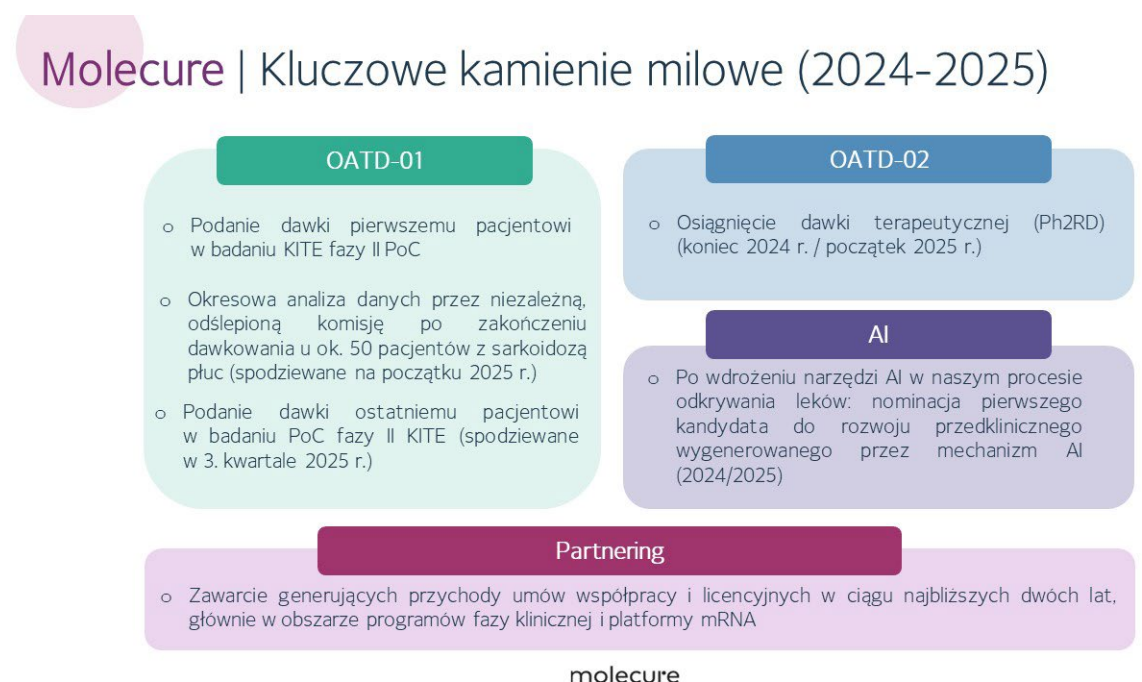 Molecure | Kluczowe kamienie milowe (2024-2025)
OATD-01
o Podanie dawki pierwszemu pacjentowi
w badaniu KITE fazy II PoC
o Okresowa analiza danych przez niezależną,
odślepioną komisję po zakończeniu
dawkowania u ok. 50 pacjentów z sarkoidozą
płuc (spodziewane na początku 2025 r.)
o Podanie dawki ostatniemu pacjentowi
w badaniu PoC fazy II KITE (spodziewane
w 3. kwartale 2025 r.)
OATD-02
o Osiągnięcie dawki terapeutycznej (Ph2RD)
(koniec 2024 r. / początek 2025 r.)
AI
o Po wdrożeniu narzędzi AI w naszym procesie
odkrywania leków: nominacja pierwszego
kandydata do rozwoju przedklinicznego
wygenerowanego przez mechanizm AI
(2024/2025)
Partnering
o Zawarcie generujących przychody umów współpracy i licencyjnych w ciągu najbliższych dwóch lat,
głównie w obszarze programów fazy klinicznej i platformy mRNA
molecure